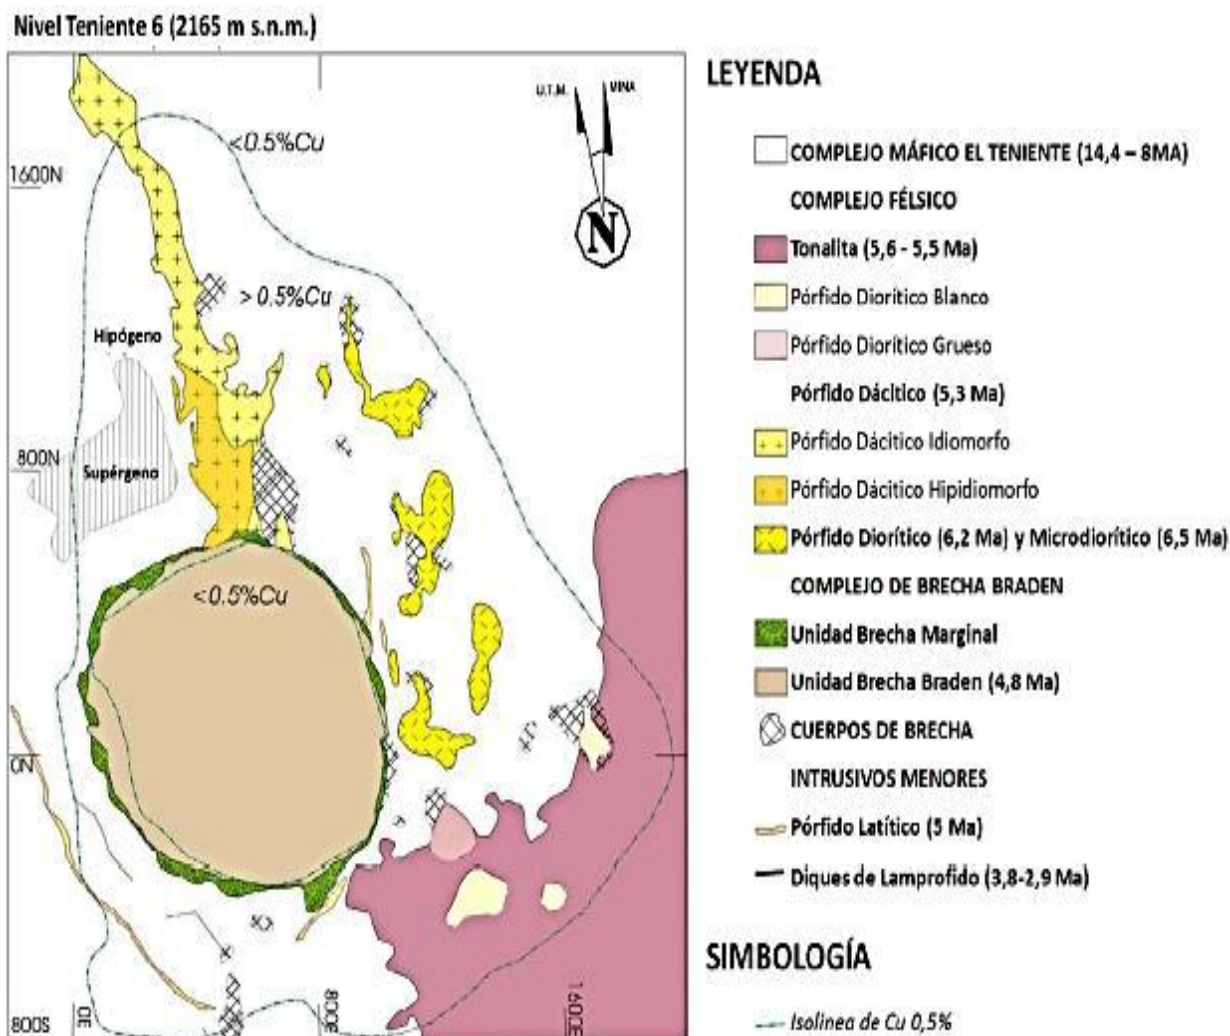 Nivel Teniente 6 (2165 m s.n.m.)
U.T.M.
MINA
N
<0.5%Cu
1600N
> 0.5%Cu
Hipógeno
800N
Supérgeno
<0.5%Cu
0N
800S
0E
800E
1600E
LEYENDA
COMPLEJO MÁFICO EL TENIENTE (14,4 – 8MA)
COMPLEJO FÉLSICO
Tonalita (5,6 - 5,5 Ma)
Pórfido Diorítico Blanco
Pórfido Diorítico Grueso
Pórfido Dácitico (5,3 Ma)
Pórfido Dácitico Idiomorfo
Pórfido Dácitico Hipidiomorfo
Pórfido Diorítico (6,2 Ma) y Microdiorítico (6,5 Ma)
COMPLEJO DE BRECHA BRADEN
Unidad Brecha Marginal
Unidad Brecha Braden (4,8 Ma)
CUERPOS DE BRECHA
INTRUSIVOS MENORES
Pórfido Latítico (5 Ma)
Diques de Lamprofido (3,8-2,9 Ma)
SIMBOLOGÍA
Isolinea de Cu 0,5%